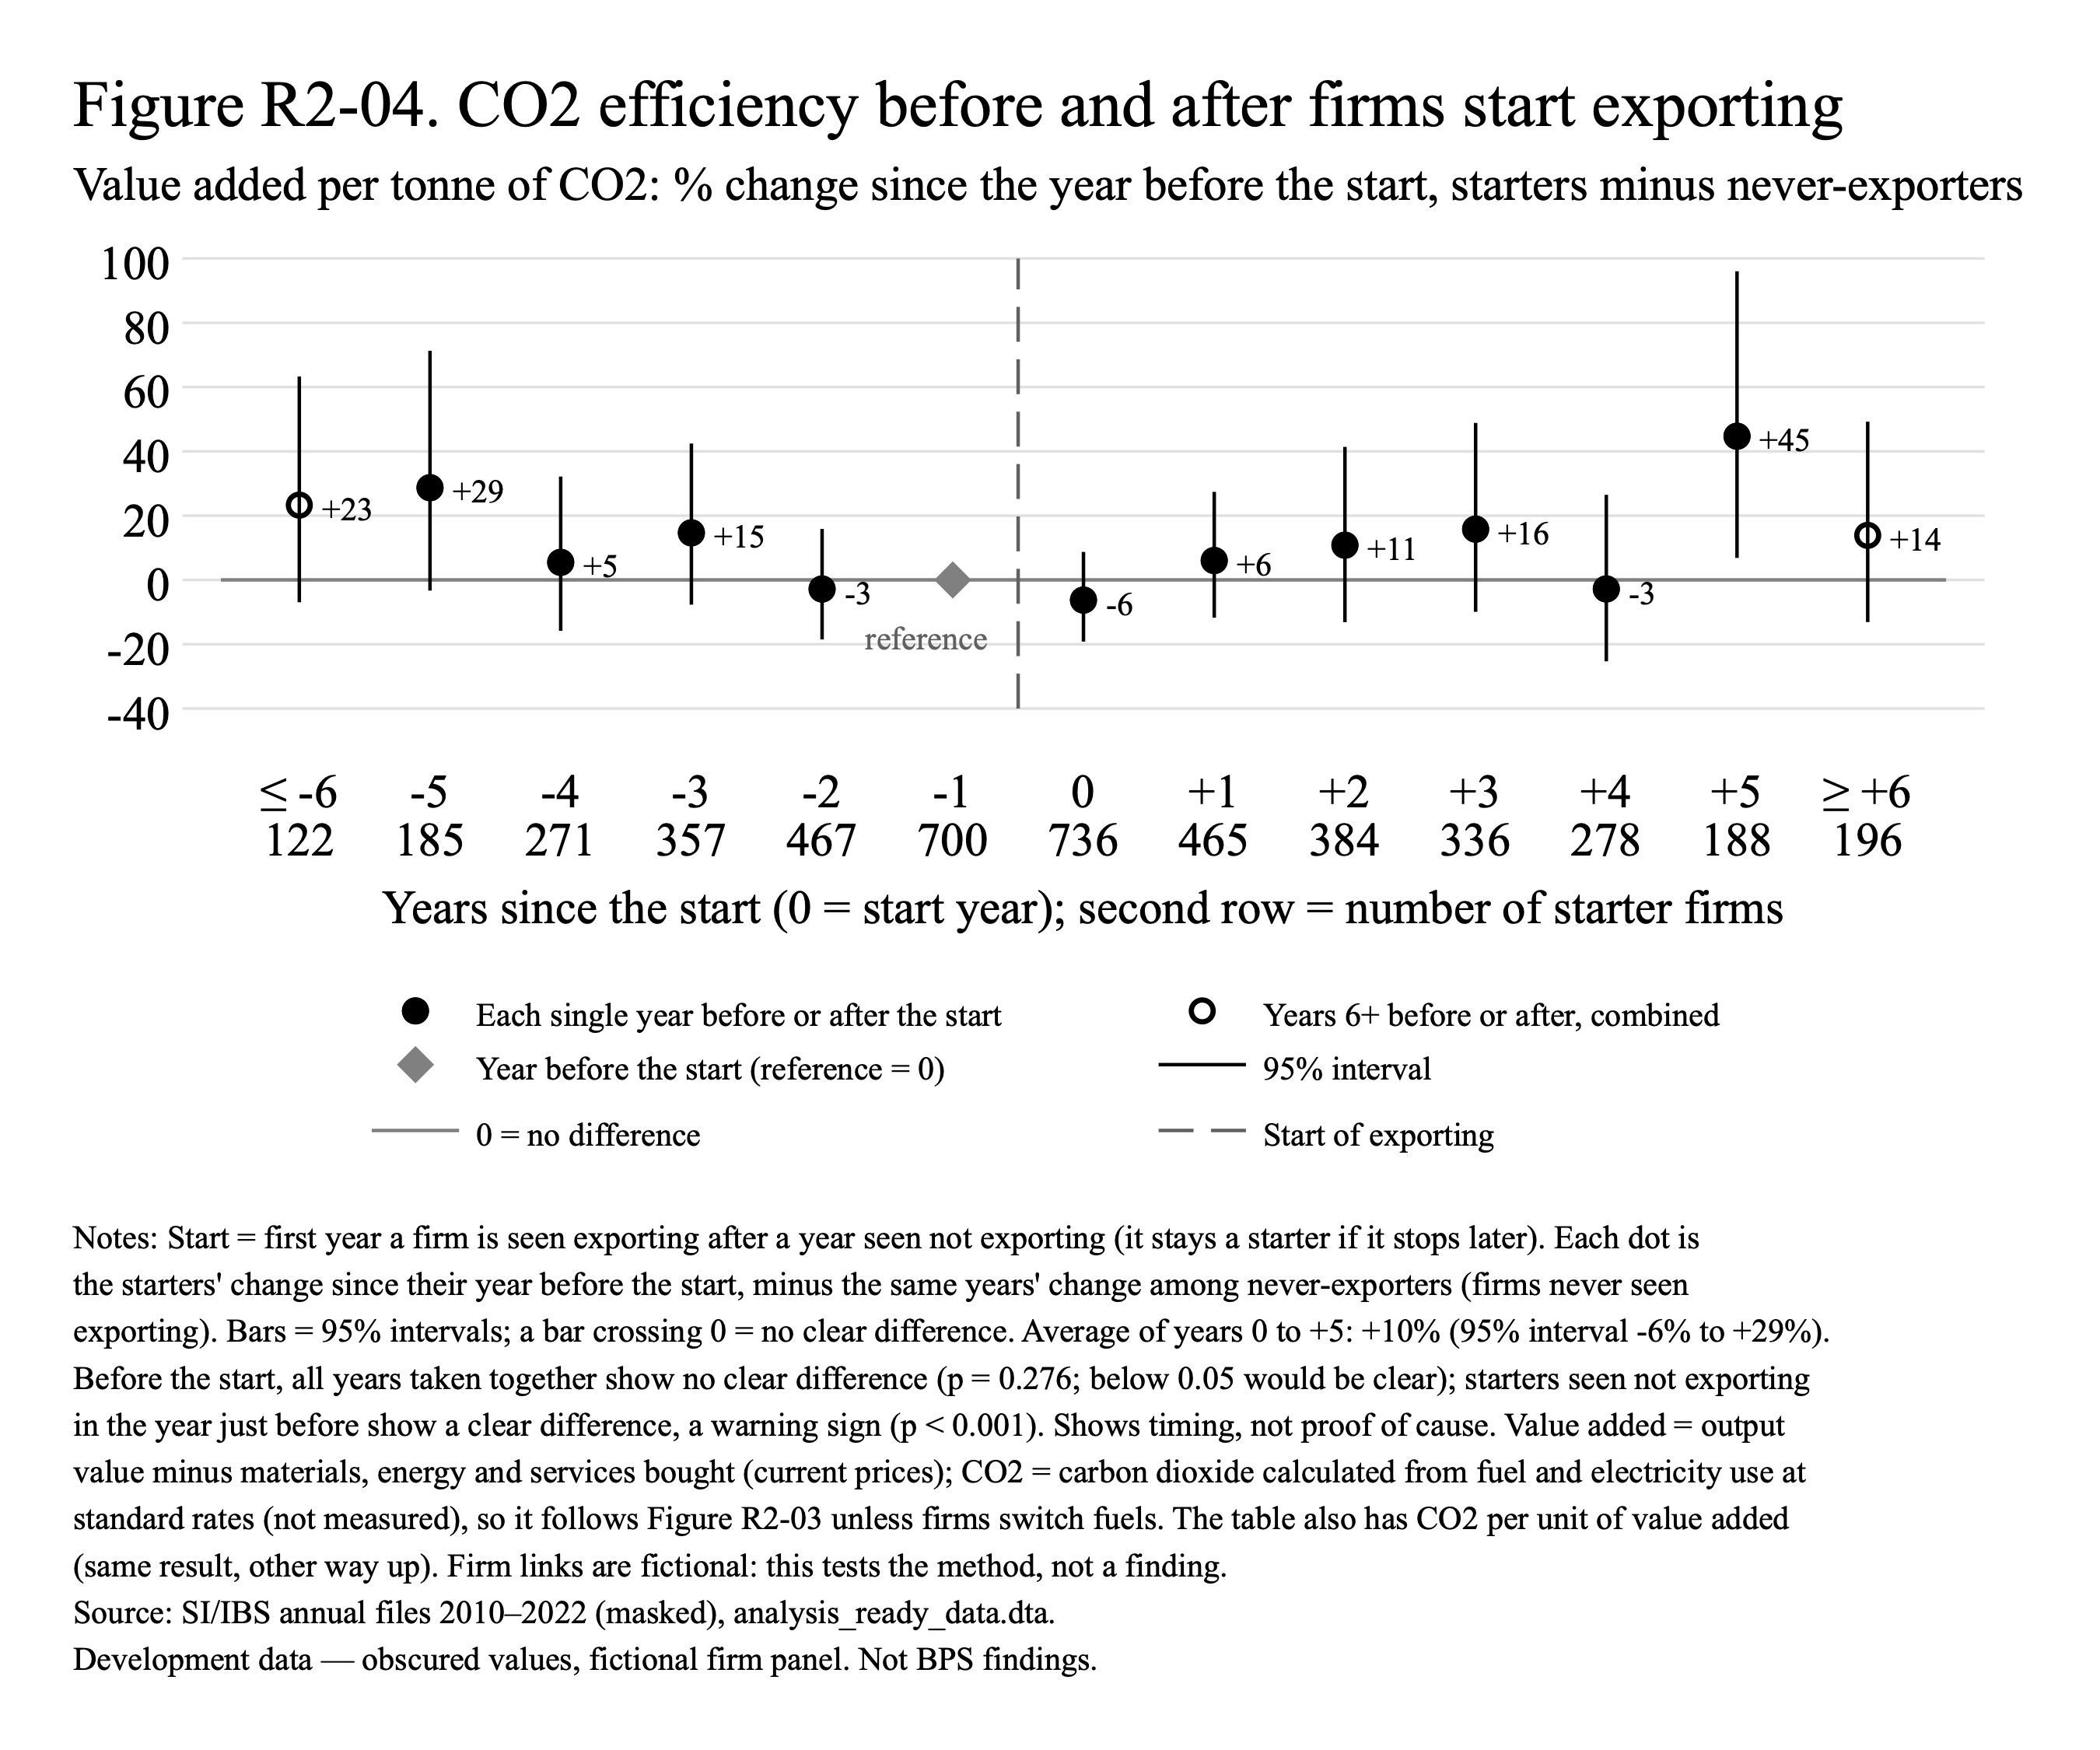 Figure R2-04. CO2 efficiency before and after firms start exporting
Value added per tonne of CO2: % change since the year before the start, starters minus never-exporters
100
80
60
40
20
0
-20
-40
+23
+29
+5
+15
-3
reference
-6
+6
+11
+16
-3
+45
+14
≤ -6 -5 -4 -3 -2 -1 0 +1 +2 +3 +4 +5 ≥ +6
122 185 271 357 467 700 736 465 384 336 278 188 196
Years since the start (0 = start year); second row = number of starter firms
Each single year before or after the start
Years 6+ before or after, combined
Year before the start (reference = 0)
95% interval
0 = no difference
Start of exporting
Notes: Start = first year a firm is seen exporting after a year seen not exporting (it stays a starter if it stops later). Each dot is
the starters' change since their year before the start, minus the same years' change among never-exporters (firms never seen
exporting). Bars = 95% intervals; a bar crossing 0 = no clear difference. Average of years 0 to +5: +10% (95% interval -6% to +29%).
Before the start, all years taken together show no clear difference (p = 0.276; below 0.05 would be clear); starters seen not exporting
in the year just before show a clear difference, a warning sign (p < 0.001). Shows timing, not proof of cause. Value added = output
value minus materials, energy and services bought (current prices); CO2 = carbon dioxide calculated from fuel and electricity use at
standard rates (not measured), so it follows Figure R2-03 unless firms switch fuels. The table also has CO2 per unit of value added
(same result, other way up). Firm links are fictional: this tests the method, not a finding.
Source: SI/IBS annual files 2010–2022 (masked), analysis_ready_data.dta.
Development data — obscured values, fictional firm panel. Not BPS findings.